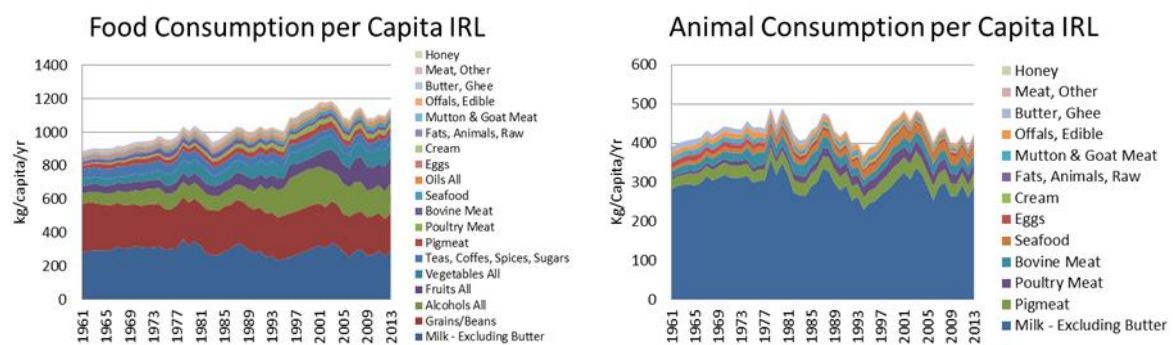 Food Consumption per Capita IRL
1400
1200
1000
800
600
400
200
0
kg/capita/yr
1961
1965
1969
1973
1977
1981
1985
1989
1993
1997
2001
2005
2009
2013
Honey
Meat, Other
Butter, Ghee
Offals, Edible
Mutton & Goat Meat
Fats, Animals, Raw
Cream
Eggs
Oils All
Seafood
Bovine Meat
Poultry Meat
Pigmeat
Teas, Coffes, Spices, Sugars
Vegetables All
Fruits All
Alcohols All
Grains/Beans
Milk - Excluding Butter
Animal Consumption per Capita IRL
600
500
400
300
200
100
0
Kg/capita/yr
1961
1965
1969
1973
1977
1981
1985
1989
1993
1997
2001
2005
2009
2013
Honey
Meat, Other
Butter, Ghee
Offals, Edible
Mutton & Goat Meat
Fats, Animals, Raw
Cream
Eggs
Seafood
Bovine Meat
Poultry Meat
Pigmeat
Milk - Excluding Butter